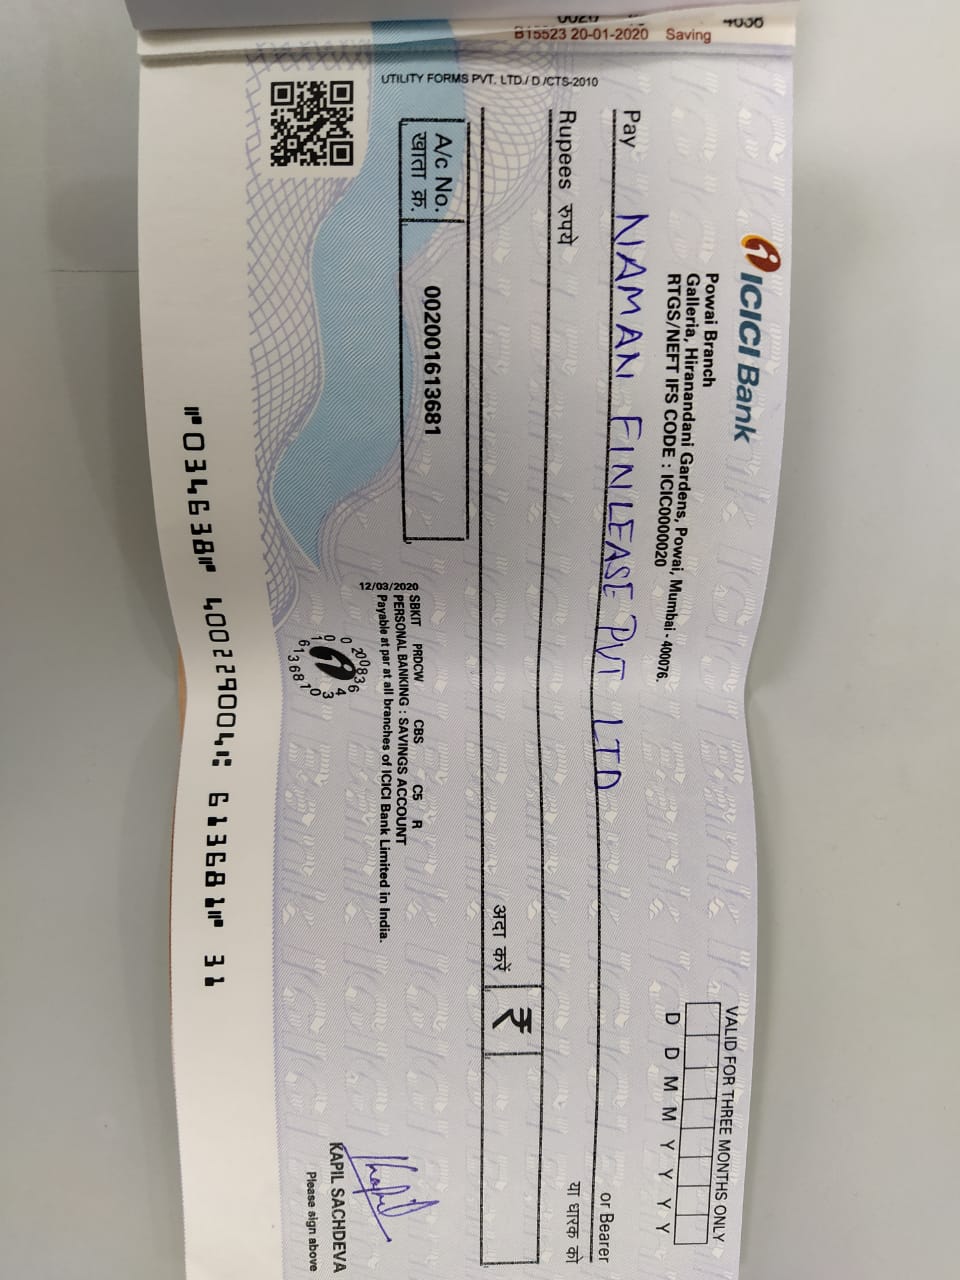 B15523 20-01-2020 Saving
ICICI Bank
Powai Branch
Galleria, Hiranandani Gardens, Powai, Mumbai - 400076.
RTGS/NEFT IFS CODE : ICIC0000020
VALID FOR THREE MONTHS ONLY
D D M M Y Y Y Y
Pay NAMAN FINLEASE PVT LTD or Bearer
या धारक को
Rupees रुपये
अदा करें ₹
A/c No.
खाता क्र.
002001613681
UTILITY FORMS PVT. LTD./ D /CTS-2010
SBKIT PRDCW CBS C5 R
12/03/2020
PERSONAL BANKING : SAVINGS ACCOUNT
Payable at par at all branches of ICICI Bank Limited in India.
KAPIL SACHDEVA
Please sign above
⑈034638⑈ 400229004⑆ 613681⑈ 31